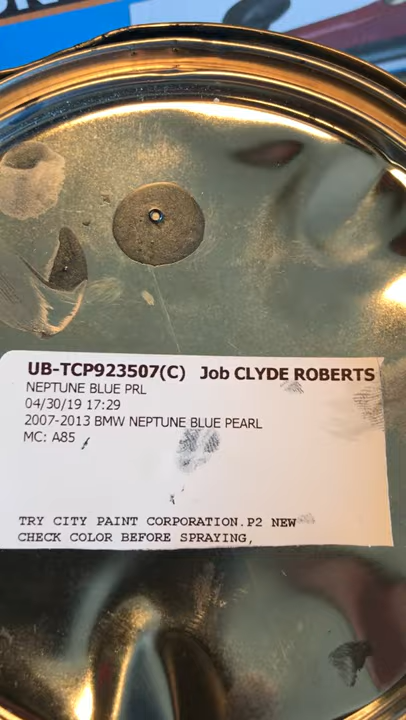 UB-TCP923507(C) Job CLYDE ROBERTS
NEPTUNE BLUE PRL
04/30/19 17:29
2007-2013 BMW NEPTUNE BLUE PEARL
MC: A85
TRY CITY PAINT CORPORATION.P2 NEW
CHECK COLOR BEFORE SPRAYING,